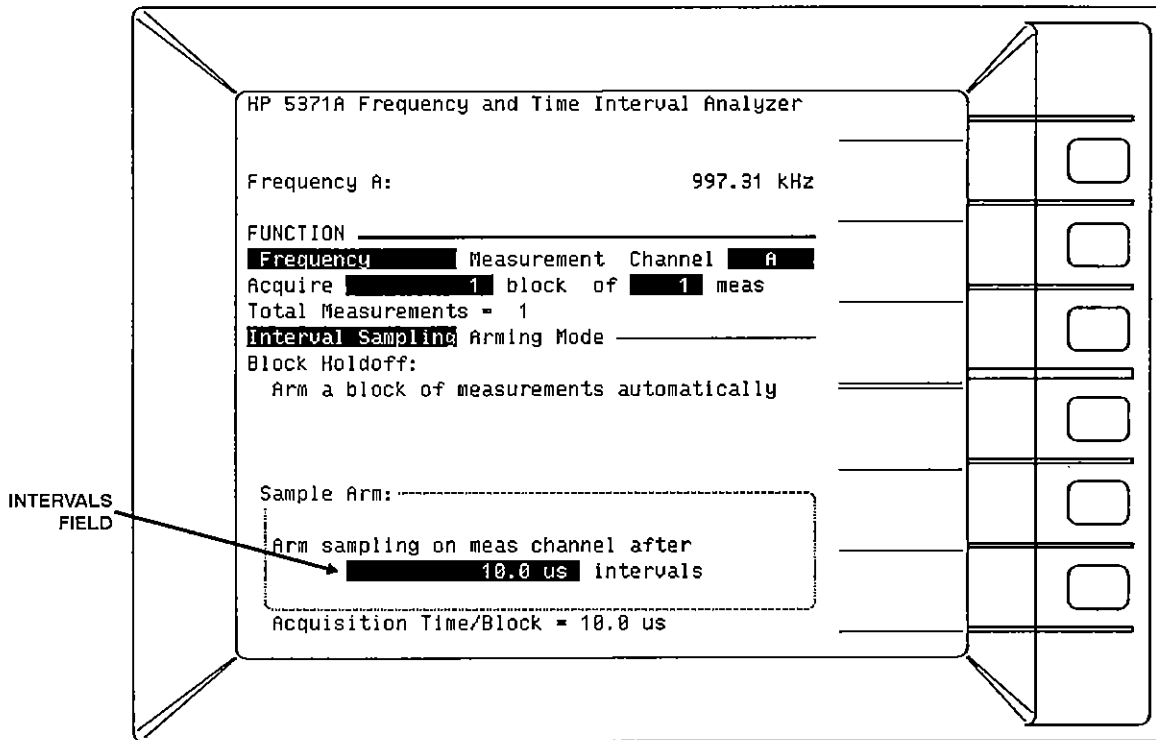 HP 5371A Frequency and Time Interval Analyzer
Frequency A: 997.31 kHz
FUNCTION
Frequency Measurement Channel A
Acquire 1 block of 1 meas
Total Measurements = 1
Interval Sampling Arming Mode
Block Holdoff:
Arm a block of measurements automatically
Sample Arm:
INTERVALS
FIELD
Arm sampling on meas channel after
10.0 us intervals
Acquisition Time/Block = 10.0 us